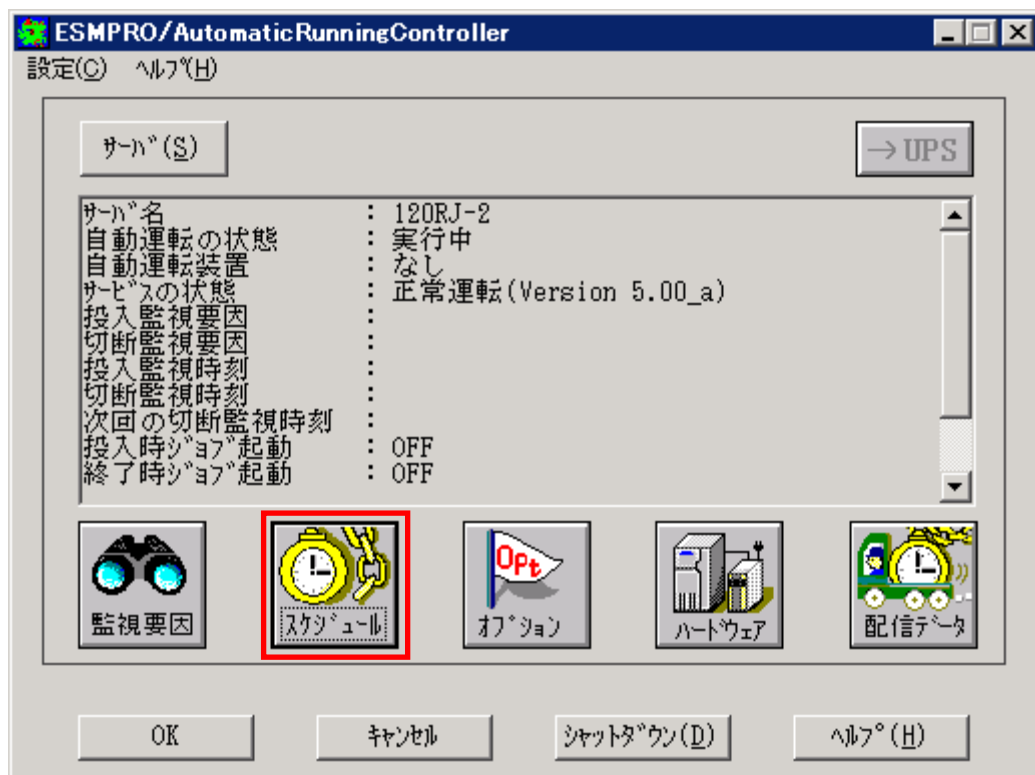 ESMPRO/AutomaticRunningController
設定(C) ﾍﾙﾌﾟ(H)
ｻｰﾊﾞ(S)
→UPS
ｻｰﾊﾞ名 : 120RJ-2
自動運転の状態 : 実行中
自動運転装置 : なし
ｻｰﾋﾞｽの状態 : 正常運転(Version 5.00_a)
投入監視要因 :
切断監視要因 :
投入監視時刻 :
切断監視時刻 :
次回の切断監視時刻 :
投入時ｼﾞｮﾌﾞ起動 : OFF
終了時ｼﾞｮﾌﾞ起動 : OFF
Opt
監視要因 ｽｹｼﾞｭｰﾙ ｵﾌﾟｼｮﾝ ﾊｰﾄﾞｳｪｱ 配信ﾃﾞｰﾀ
OK ｷｬﾝｾﾙ ｼｬｯﾄﾀﾞｳﾝ(D) ﾍﾙﾌﾟ(H)